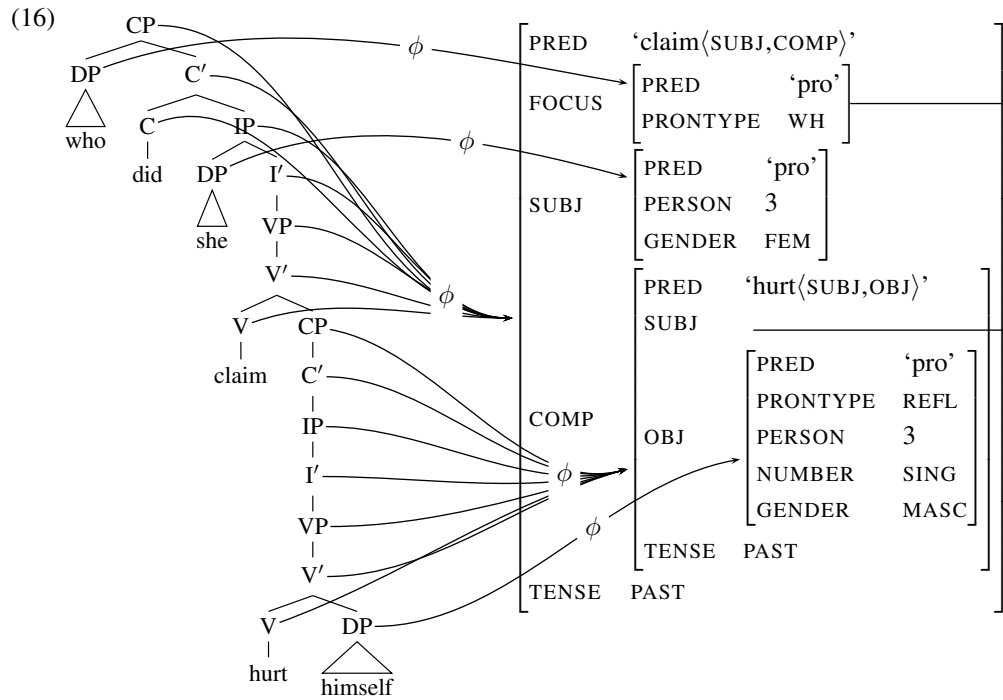 (16)
CP
PRED ‘claim⟨SUBJ,COMP⟩’
ϕ
DP C′
PRED ‘pro’
FOCUS
PRONTYPE WH
who
C IP
did
ϕ
DP I′
PRED ‘pro’
SUBJ PERSON 3
GENDER FEM
she
VP
V′
ϕ
PRED ‘hurt⟨SUBJ,OBJ⟩’
SUBJ
V CP
claim
C′
PRED ‘pro’
PRONTYPE REFL
COMP
IP
OBJ PERSON 3
I′
ϕ
NUMBER SING
GENDER MASC
VP
ϕ
TENSE PAST
V′
TENSE PAST
V DP
hurt
himself